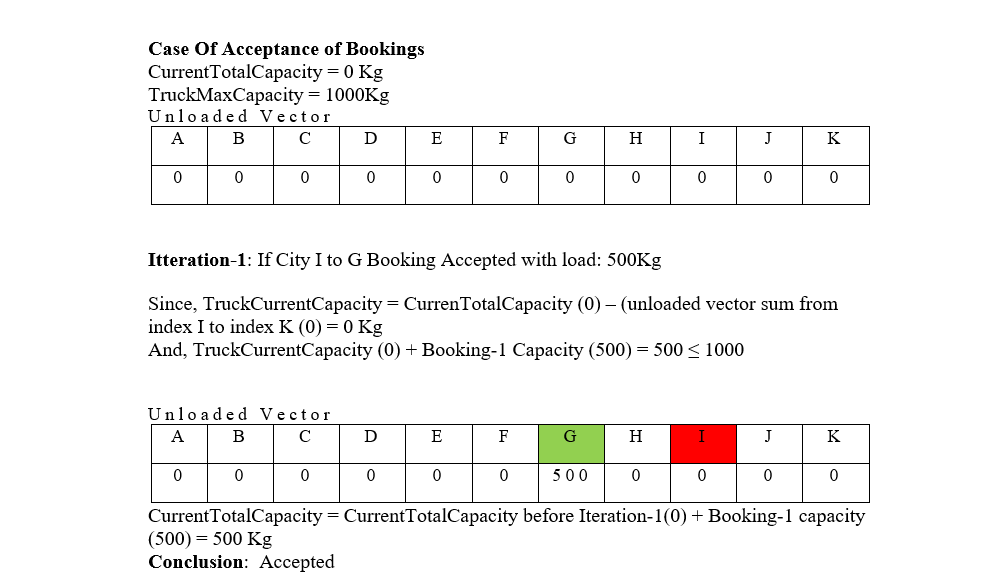 Case Of Acceptance of Bookings
CurrentTotalCapacity = 0 Kg
TruckMaxCapacity = 1000Kg
Unloaded Vector
A B C D E F G H I J K
0 0 0 0 0 0 0 0 0 0 0
Itteration-1: If City I to G Booking Accepted with load: 500Kg
Since, TruckCurrentCapacity = CurrenTotalCapacity (0) – (unloaded vector sum from
index I to index K (0) = 0 Kg
And, TruckCurrentCapacity (0) + Booking-1 Capacity (500) = 500 ≤ 1000
Unloaded Vector
A B C D E F G H I J K
0 0 0 0 0 0 500 0 0 0 0
CurrentTotalCapacity = CurrentTotalCapacity before Iteration-1(0) + Booking-1 capacity
(500) = 500 Kg
Conclusion: Accepted